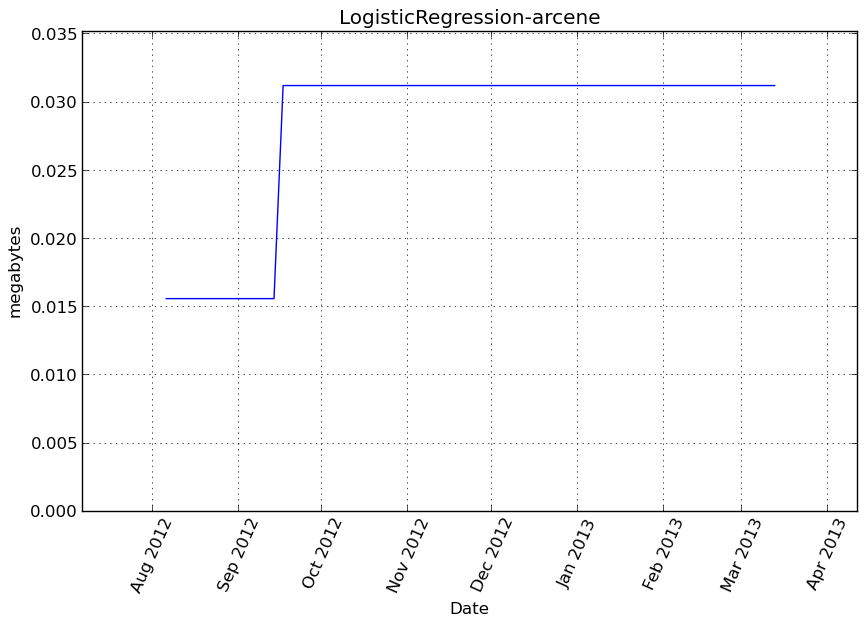 LogisticRegression-arcene
0.035
0.030
0.025
0.020
0.015
0.010
0.005
0.000
megabytes
Aug 2012
Sep 2012
Oct 2012
Nov 2012
Dec 2012
Jan 2013
Feb 2013
Mar 2013
Apr 2013
Date